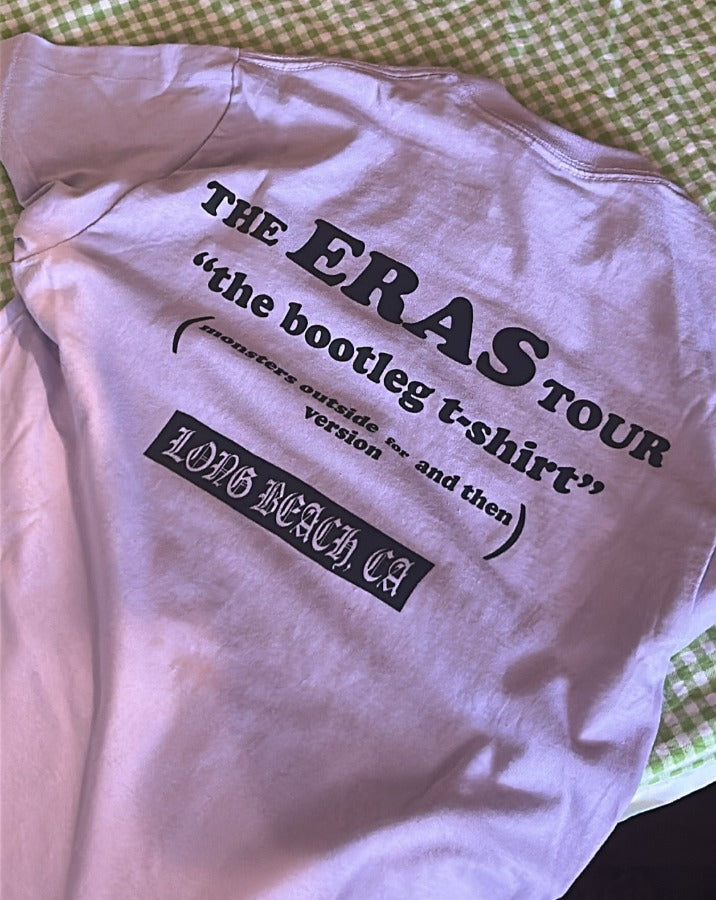 THE ERAS TOUR
“the bootleg t-shirt”
(monsters outside for and then)
version
LONG BEACH, CA